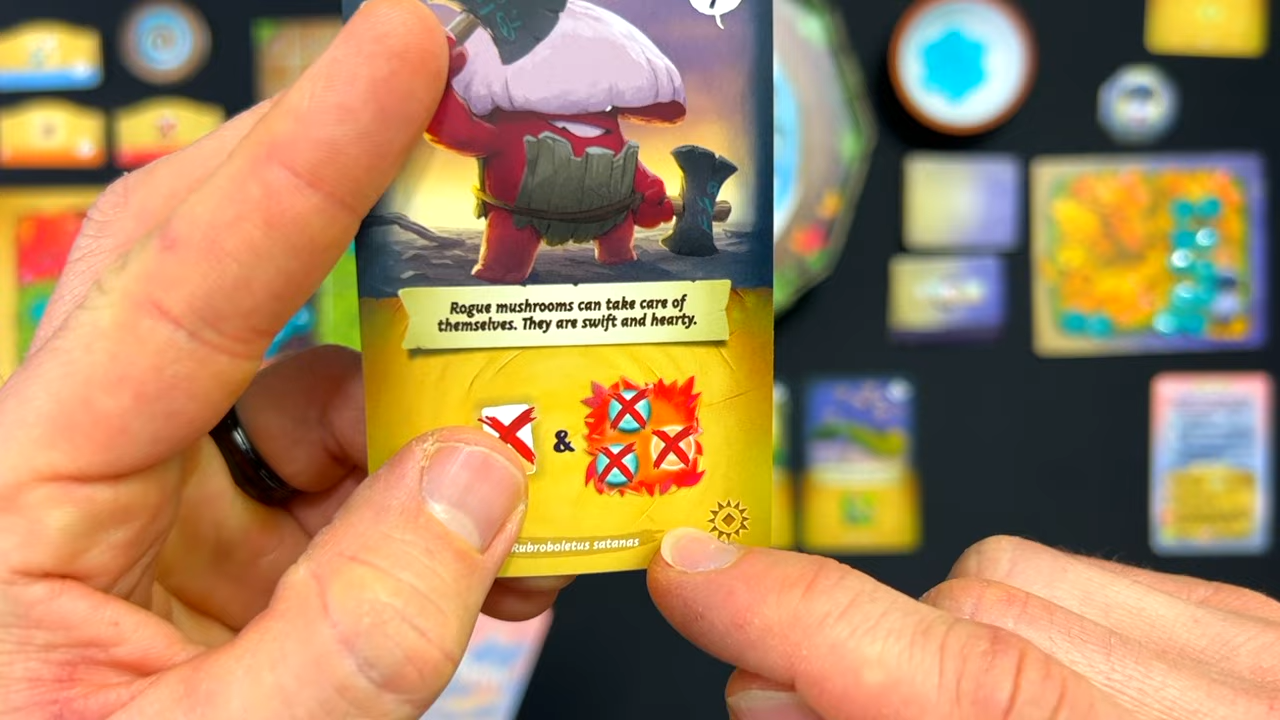 Rogue mushrooms can take care of
themselves. They are swift and hearty.
&
Rubroboletus satanas